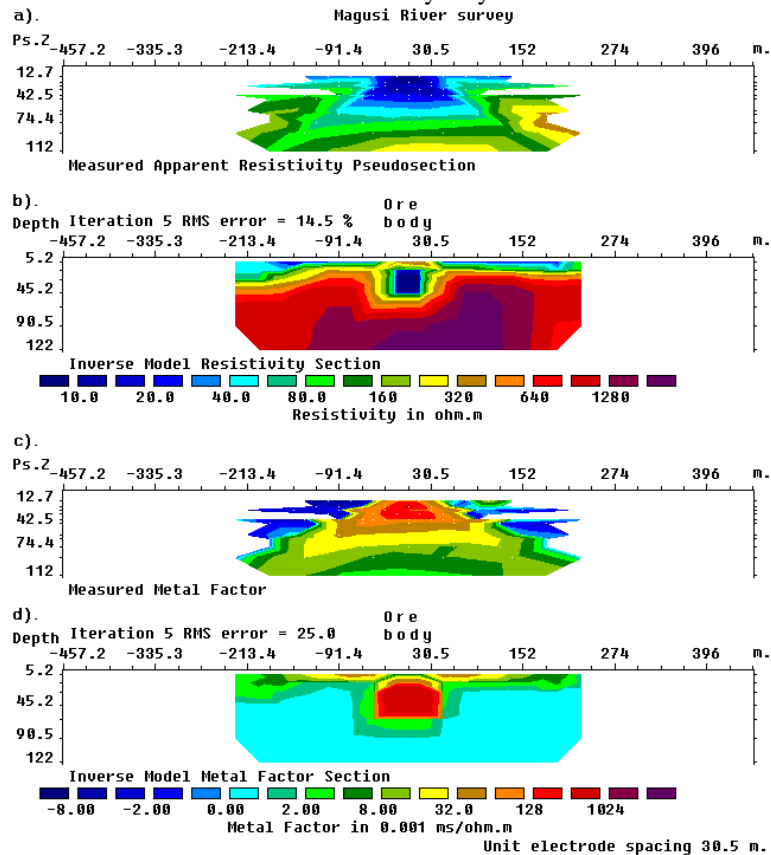 a).
Magusi River survey
Ps.Z -457.2 -335.3 -213.4 -91.4 30.5 152 274 396 m.
12.7
42.5
74.4
112
Measured Apparent Resistivity Pseudosection
b).
Ore
Depth Iteration 5 RMS error = 14.5 % body
-457.2 -335.3 -213.4 -91.4 30.5 152 274 396 m.
5.2
45.2
90.5
122
Inverse Model Resistivity Section
10.0 20.0 40.0 80.0 160 320 640 1280
Resistivity in ohm.m
c).
Ps.Z -457.2 -335.3 -213.4 -91.4 30.5 152 274 396 m.
12.7
42.5
74.4
112
Measured Metal Factor
d).
Ore
Depth Iteration 5 RMS error = 25.0 body
-457.2 -335.3 -213.4 -91.4 30.5 152 274 396 m.
5.2
45.2
90.5
122
Inverse Model Metal Factor Section
-8.00 -2.00 0.00 2.00 8.00 32.0 128 1024
Metal Factor in 0.001 ms/ohm.m
Unit electrode spacing 30.5 m.